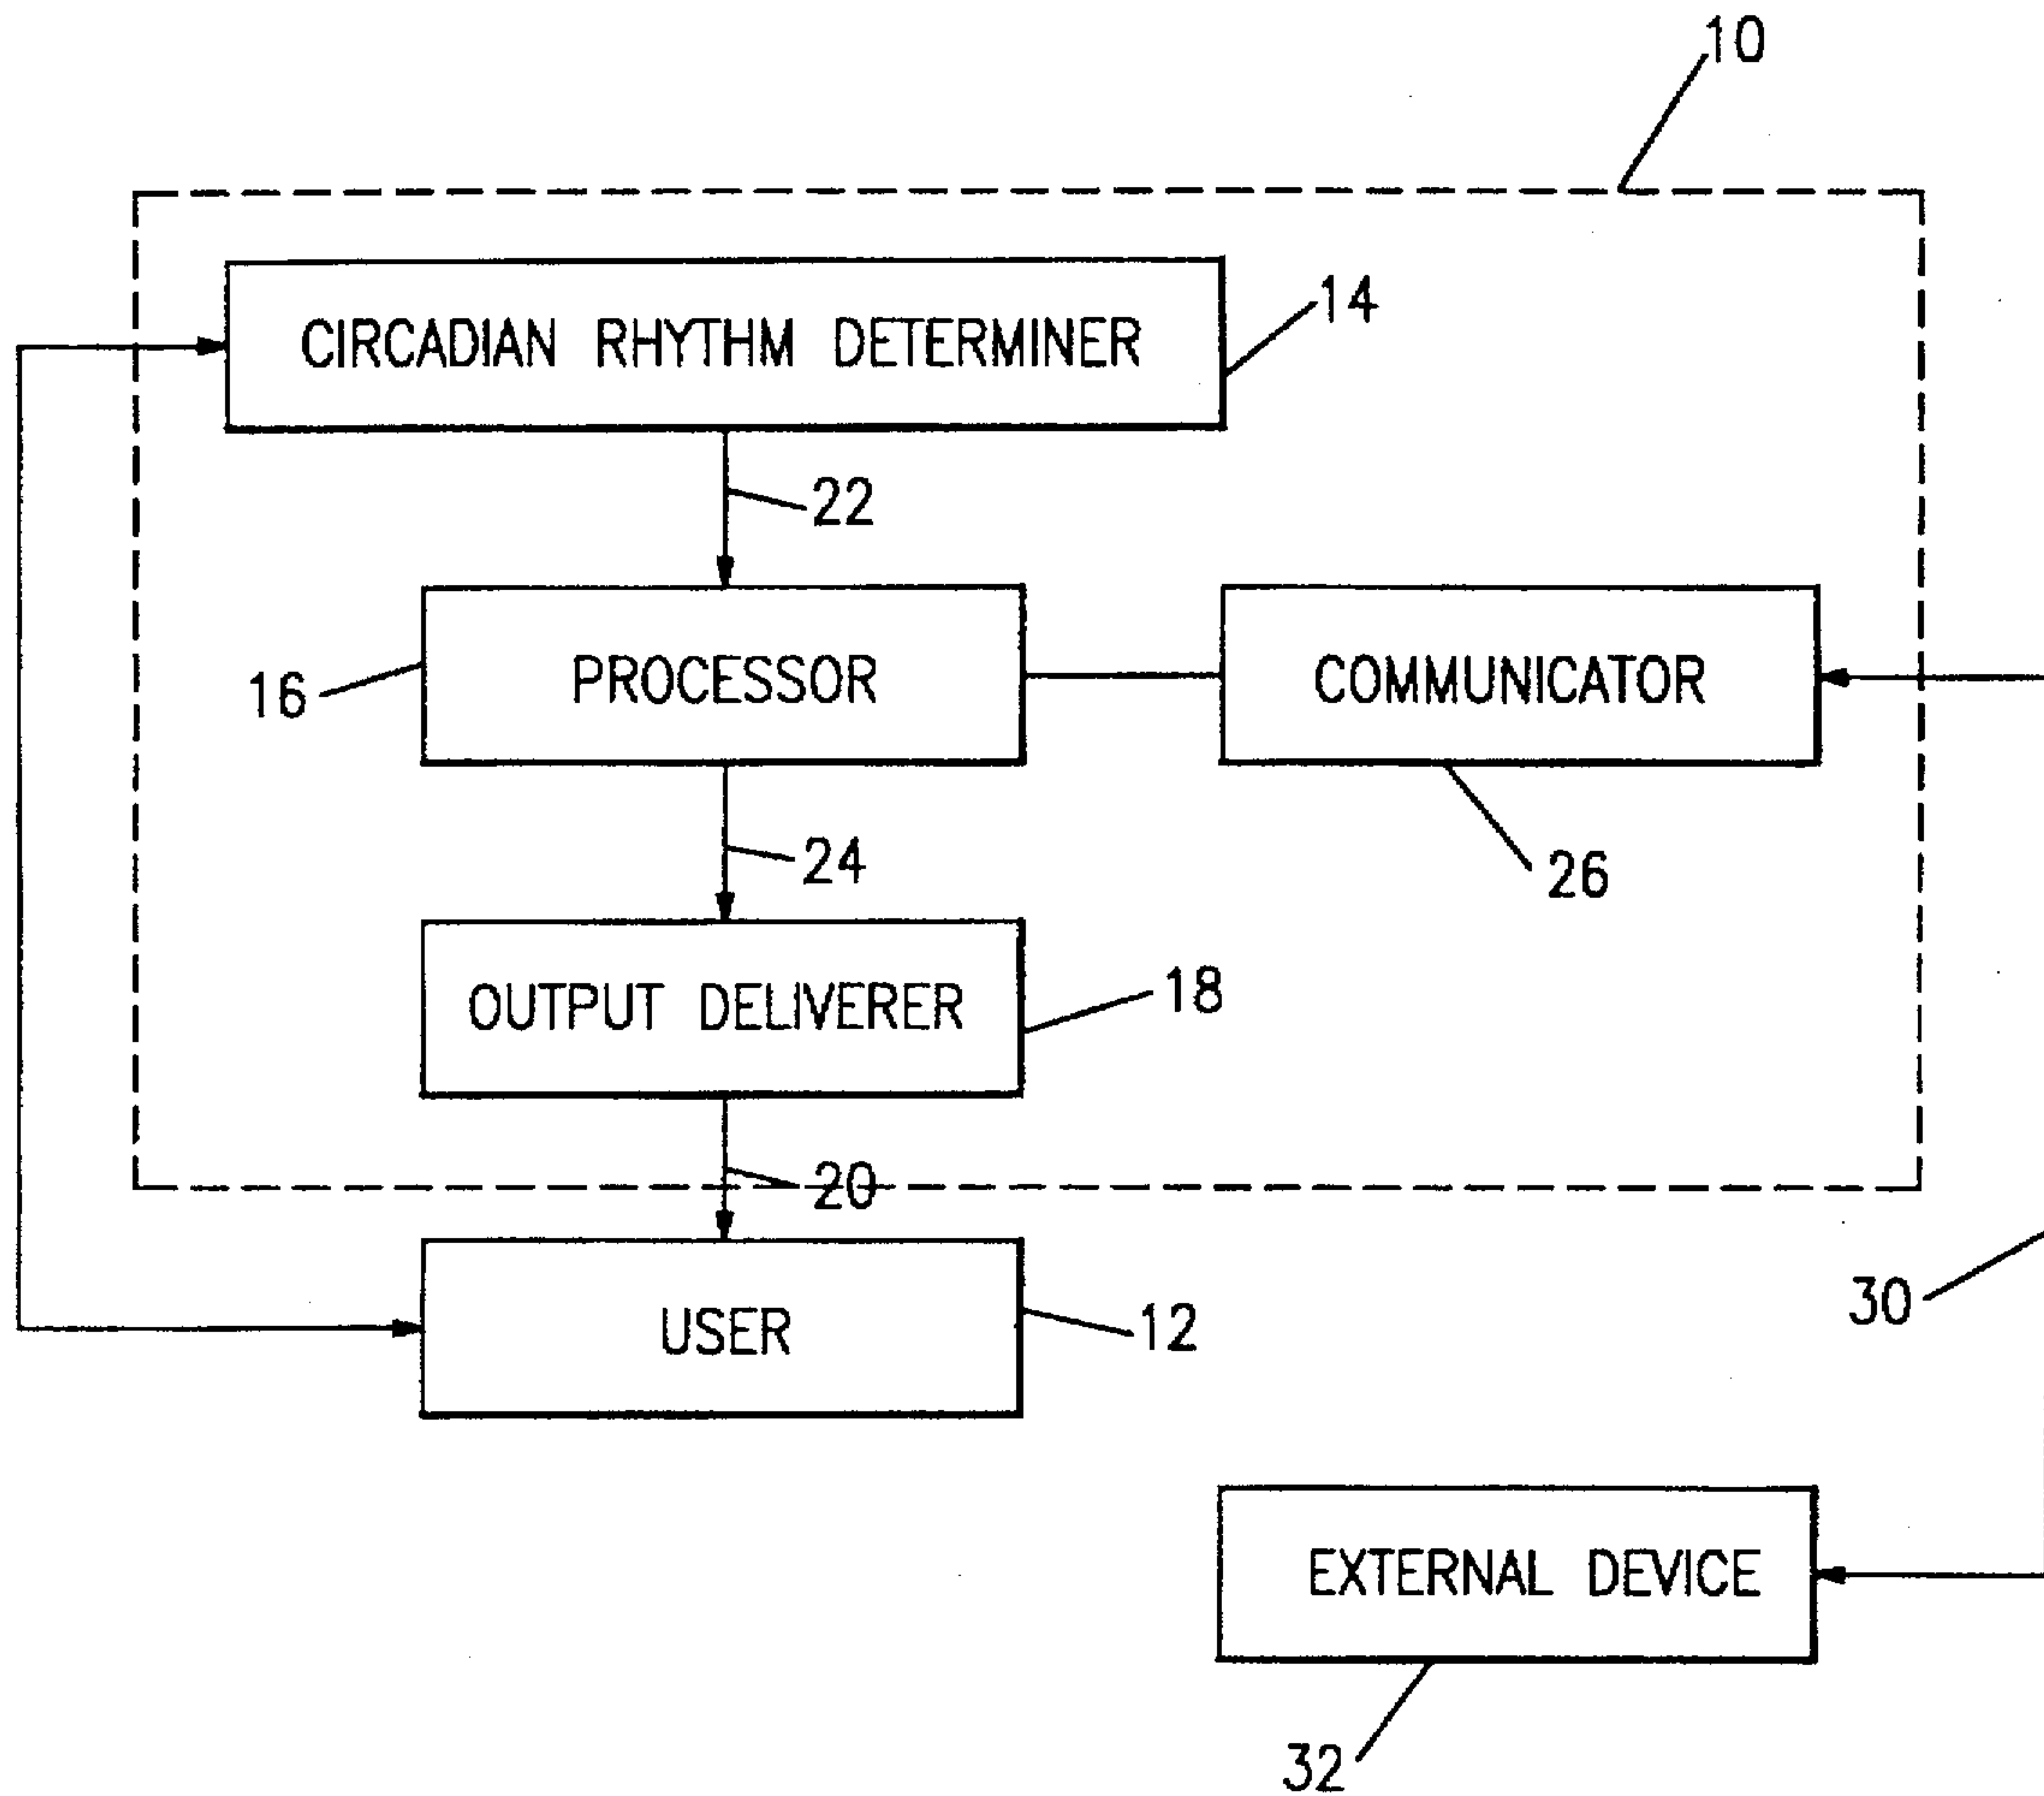 10
CIRCADIAN RHYTHM DETERMINER
14
22
16
PROCESSOR
COMMUNICATOR
24
26
OUTPUT DELIVERER
18
20
USER
12
30
EXTERNAL DEVICE
32